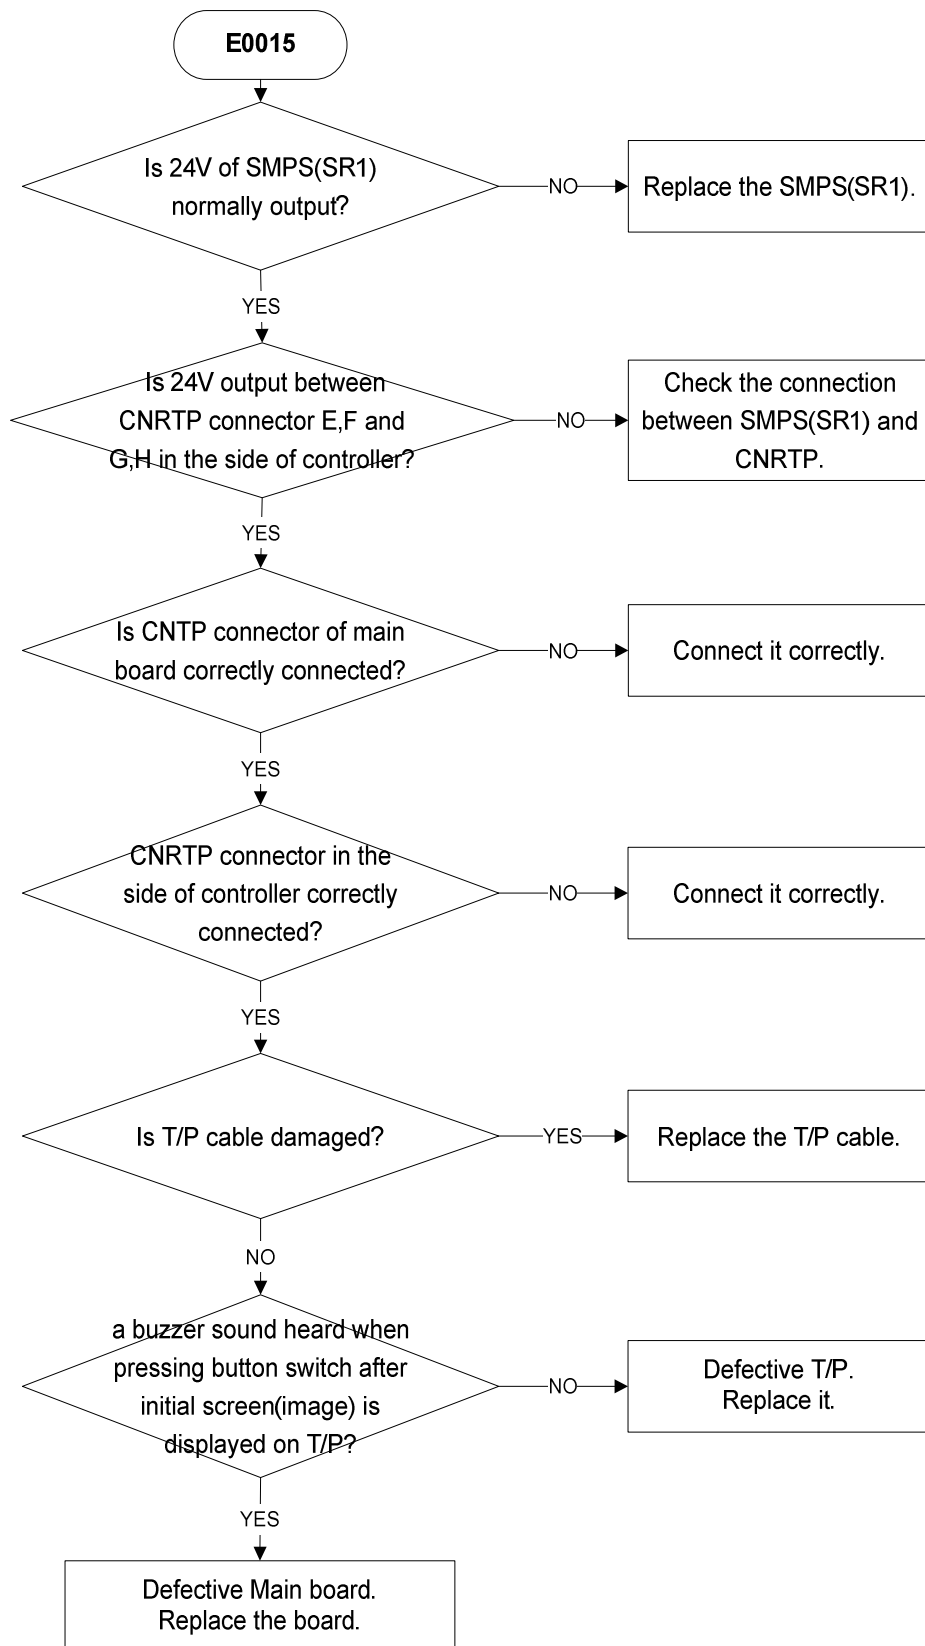 E0015
Is 24V of SMPS(SR1)
normally output?
NO
Replace the SMPS(SR1).
YES
Is 24V output between
CNRTP connector E,F and
G,H in the side of controller?
NO
Check the connection
between SMPS(SR1) and
CNRTP.
YES
Is CNTP connector of main
board correctly connected?
NO
Connect it correctly.
YES
CNRTP connector in the
side of controller correctly
connected?
NO
Connect it correctly.
YES
Is T/P cable damaged?
YES
Replace the T/P cable.
NO
a buzzer sound heard when
pressing button switch after
initial screen(image) is
displayed on T/P?
NO
Defective T/P.
Replace it.
YES
Defective Main board.
Replace the board.